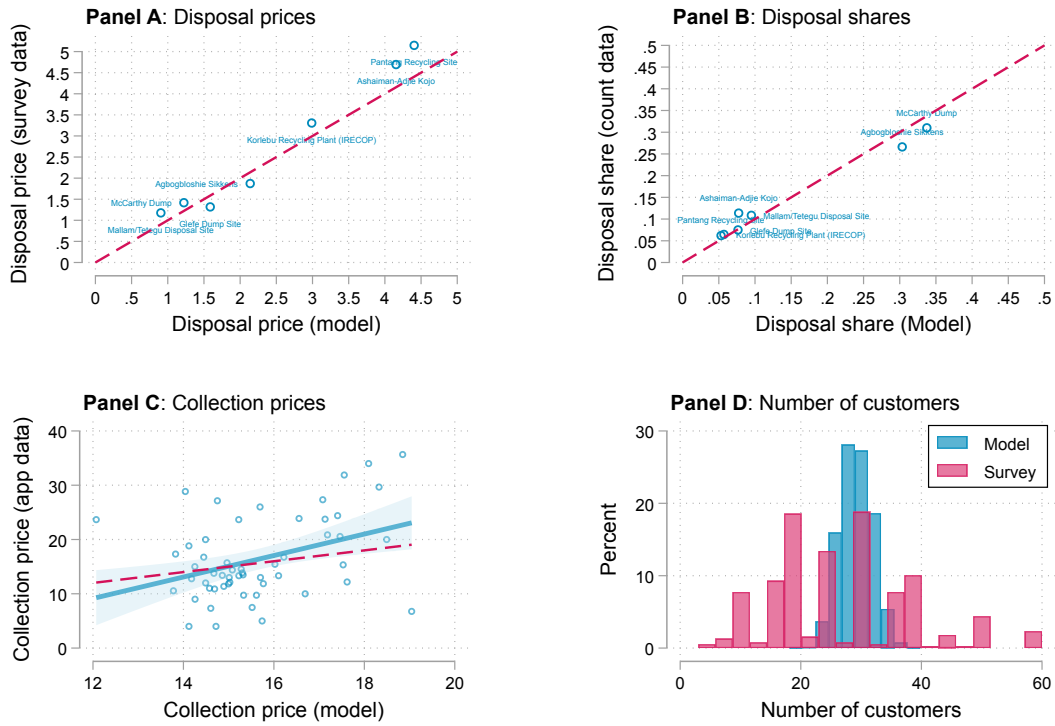 Panel A: Disposal prices
Disposal price (survey data)
5
4.5
4
3.5
3
2.5
2
1.5
1
.5
0
Pantang Recycling Site
Ashaiman-Adjie Kojo
Korlebu Recycling Plant (IRECOP)
Agbogbloshie Sikkens
McCarthy Dump
Glefe Dump Site
Mallam/Tetegu Disposal Site
0 .5 1 1.5 2 2.5 3 3.5 4 4.5 5
Disposal price (model)
Panel B: Disposal shares
Disposal share (count data)
.5
.45
.4
.35
.3
.25
.2
.15
.1
.05
0
McCarthy Dump
Agbogbloshie Sikkens
Ashaiman-Adjie Kojo
Mallam/Tetegu Disposal Site
Pantang Recycling Site
Glefe Dump Site
Korlebu Recycling Plant (IRECOP)
0 .05 .1 .15 .2 .25 .3 .35 .4 .45 .5
Disposal share (Model)
Panel C: Collection prices
Collection price (app data)
40
30
20
10
0
12 14 16 18 20
Collection price (model)
Panel D: Number of customers
Percent
30
20
10
0
Model
Survey
0 20 40 60
Number of customers